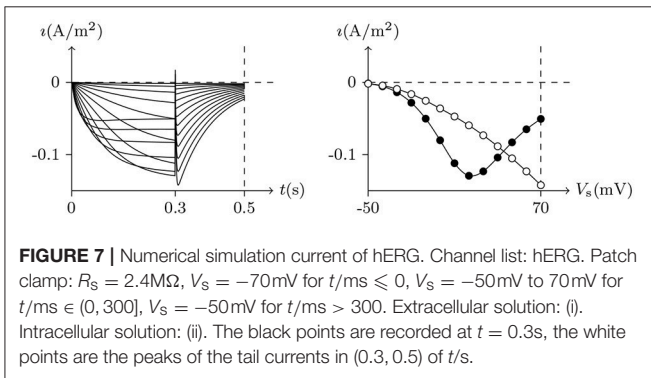 ı(A/m²) ı(A/m²)
0 0
-0.1 -0.1
t(s) Vₛ(mV)
0 0.3 0.5 -50 70
FIGURE 7 | Numerical simulation current of hERG. Channel list: hERG. Patch
clamp: R_S = 2.4MΩ, V_S = −70mV for t/ms ⩽ 0, V_S = −50mV to 70mV for
t/ms ∈ (0, 300], V_S = −50mV for t/ms > 300. Extracellular solution: (i).
Intracellular solution: (ii). The black points are recorded at t = 0.3s, the white
points are the peaks of the tail currents in (0.3, 0.5) of t/s.